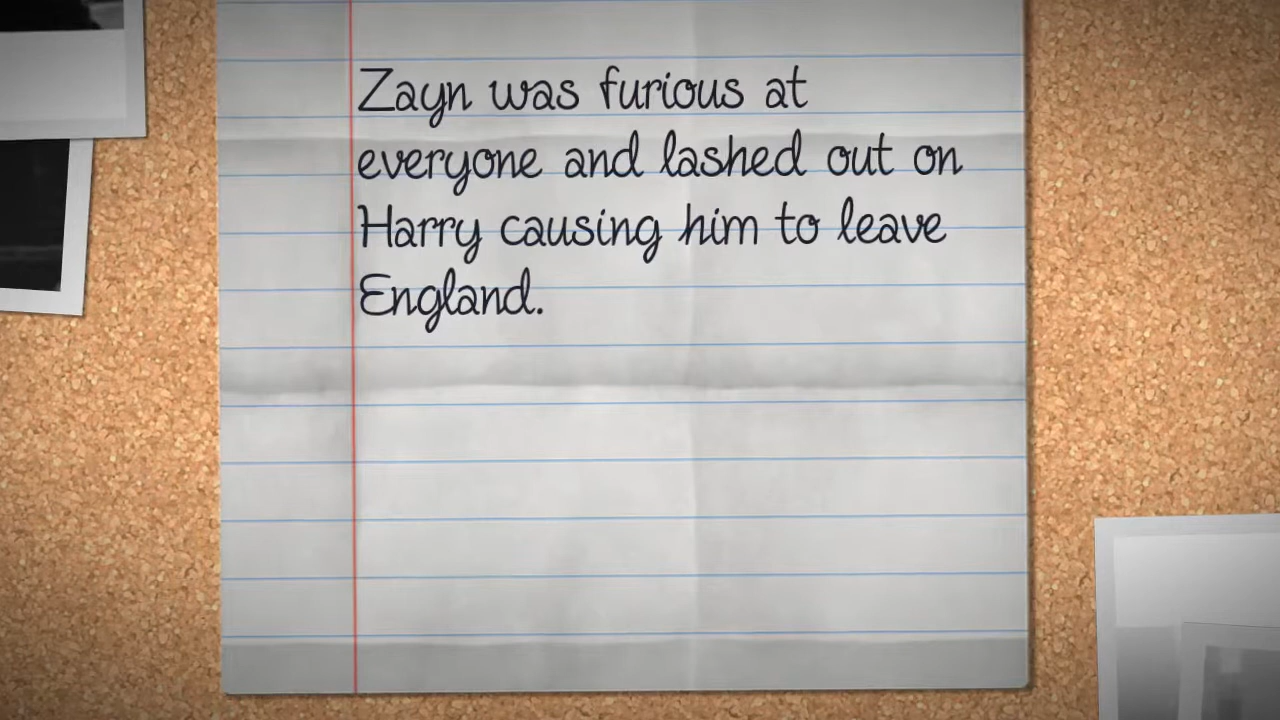 Zayn was furious at
everyone and lashed out on
Harry causing him to leave
England.